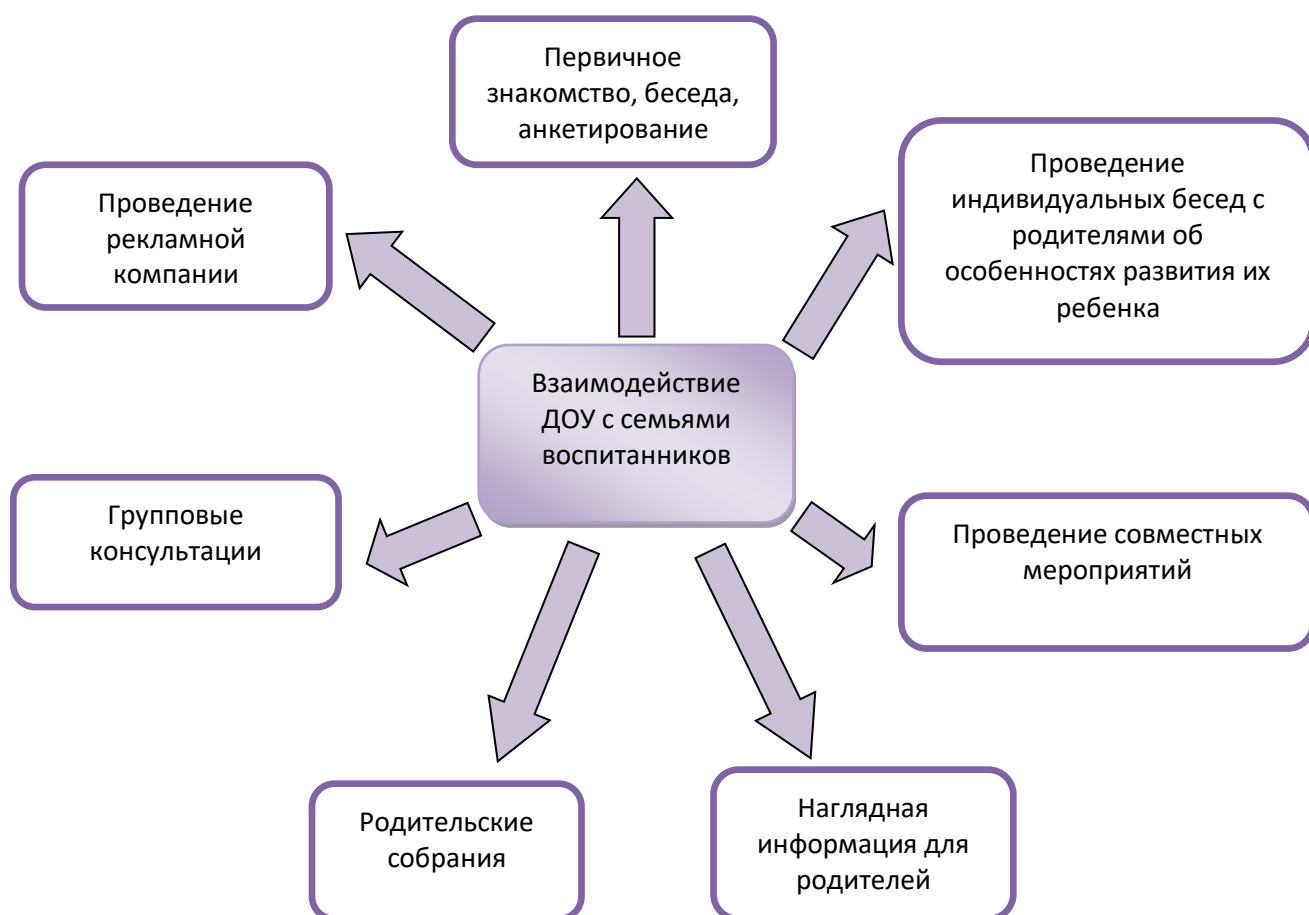 Первичное
знакомство, беседа,
анкетирование
Проведение
рекламной
компании
Проведение
индивидуальных бесед с
родителями об
особенностях развития их
ребенка
Взаимодействие
ДОУ с семьями
воспитанников
Групповые
консультации
Проведение совместных
мероприятий
Родительские
собрания
Наглядная
информация для
родителей